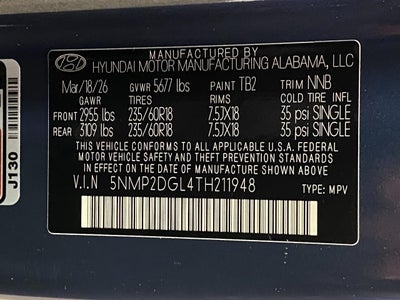 MANUFACTURED BY
HYUNDAI MOTOR MANUFACTURING ALABAMA, LLC
Mar/18/26 GVWR 5677 lbs PAINT TB2 TRIM NNB
GAWR TIRES RIMS COLD TIRE INFL
FRONT 2955 lbs 235/60R18 7.5JX18 35 psi SINGLE
REAR 3109 lbs 235/60R18 7.5JX18 35 psi SINGLE
THIS VEHICLE CONFORMS TO ALL APPLICABLE U.S.A. FEDERAL
MOTOR VEHICLE SAFETY AND THEFT PREVENTION STANDARDS
IN EFFECT ON THE DATE OF MANUFACTURE SHOWN ABOVE.
V.I.N 5NMP2DGL4TH211948 TYPE: MPV
J130